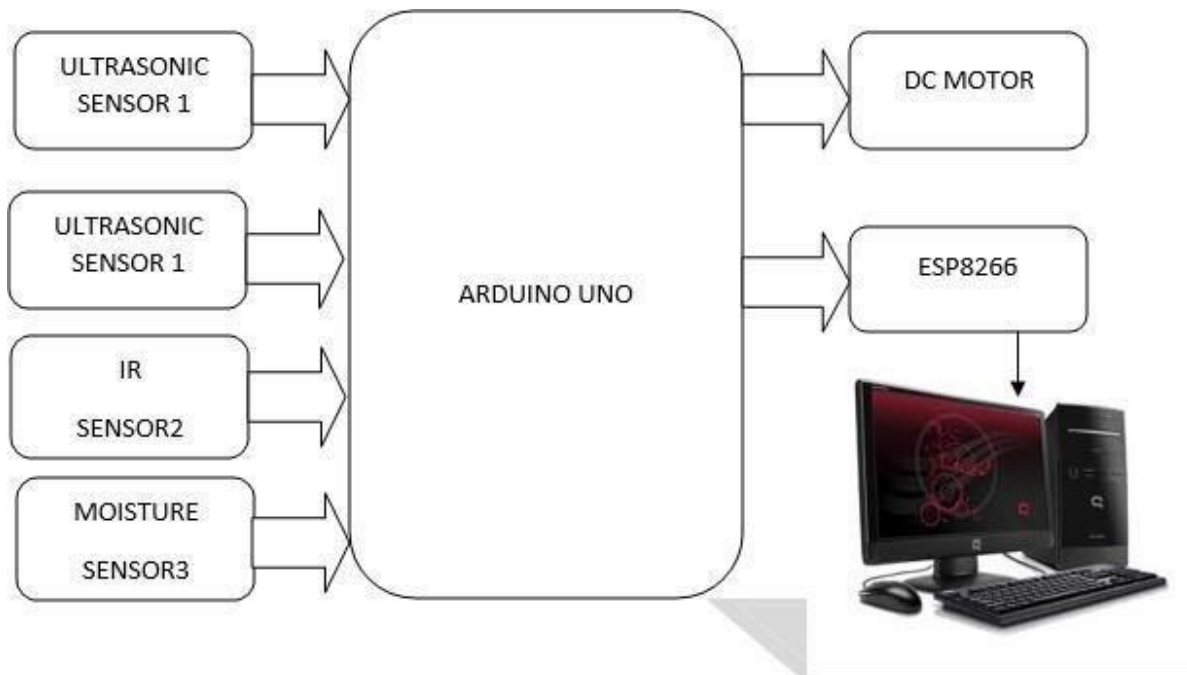 ULTRASONIC
SENSOR 1
ULTRASONIC
SENSOR 1
IR
SENSOR2
MOISTURE
SENSOR3
ARDUINO UNO
DC MOTOR
ESP8266